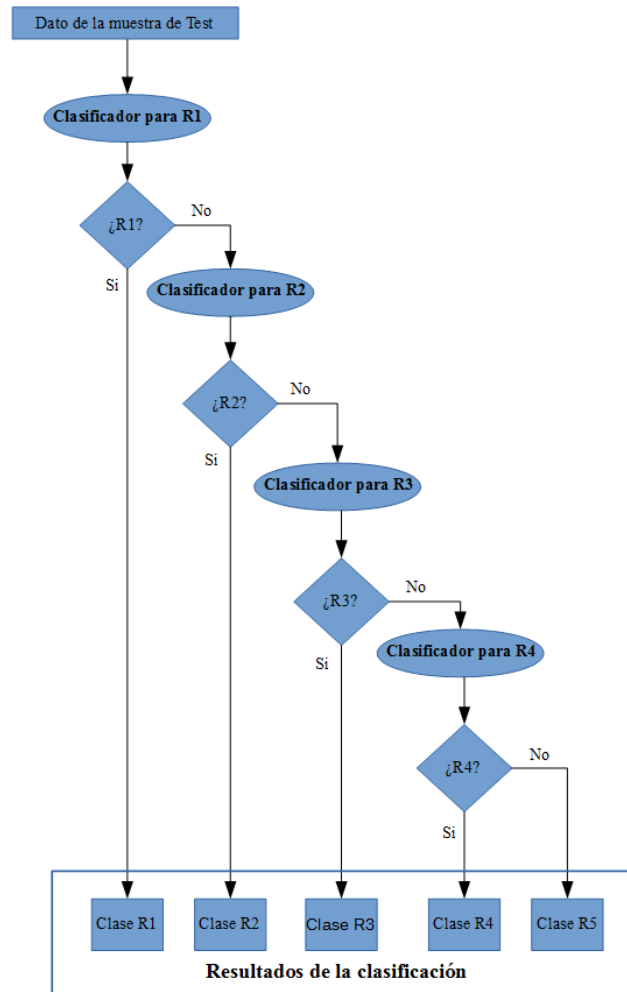 Dato de la muestra de Test
Clasificador para R1
¿R1?
No
Si
Clasificador para R2
¿R2?
No
Si
Clasificador para R3
¿R3?
No
Si
Clasificador para R4
¿R4?
No
Si
Clase R1
Clase R2
Clase R3
Clase R4
Clase R5
Resultados de la clasificación